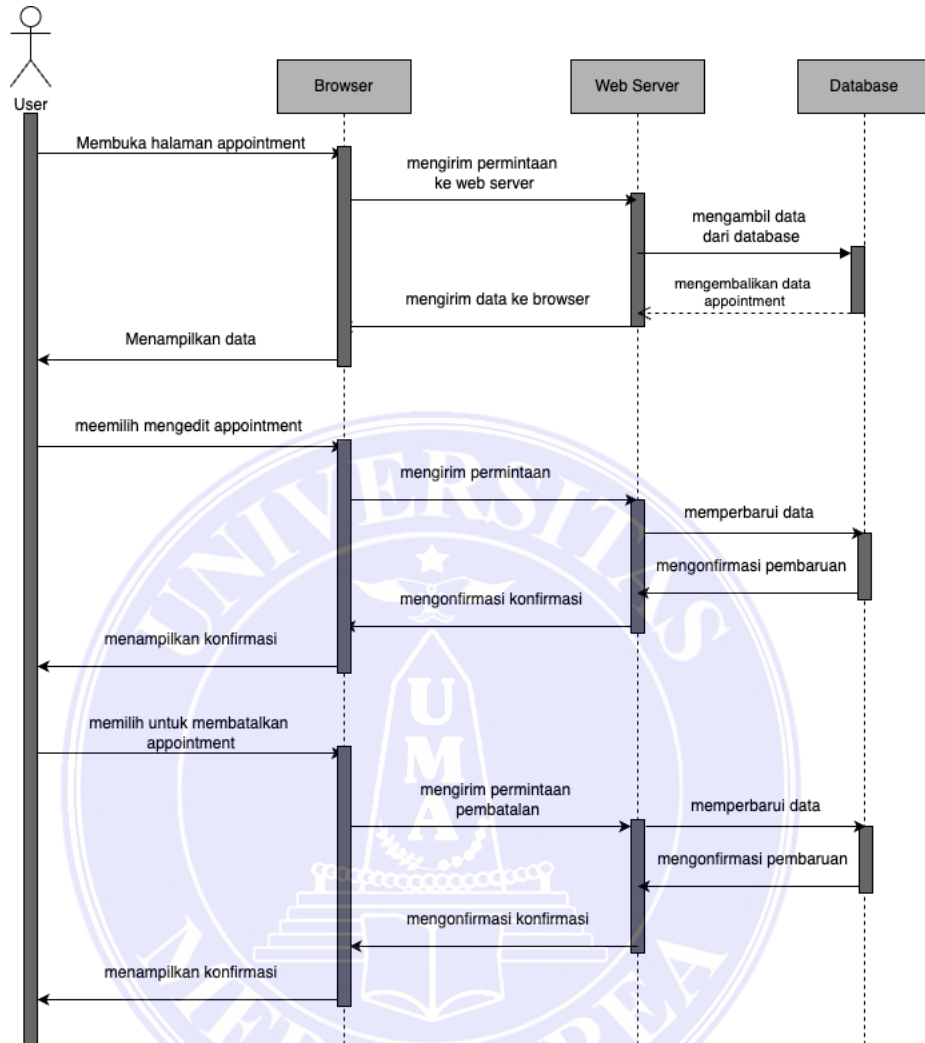 User
Browser
Web Server
Database
Membuka halaman appointment
mengirim permintaan
ke web server
mengambil data
dari database
mengembalikan data
appointment
mengirim data ke browser
Menampilkan data
meemilih mengedit appointment
mengirim permintaan
memperbarui data
mengonfirmasi pembaruan
mengonfirmasi konfirmasi
menampilkan konfirmasi
memilih untuk membatalkan
appointment
mengirim permintaan
pembatalan
memperbarui data
mengonfirmasi pembaruan
mengonfirmasi konfirmasi
menampilkan konfirmasi
UNIVERSITAS
UMA